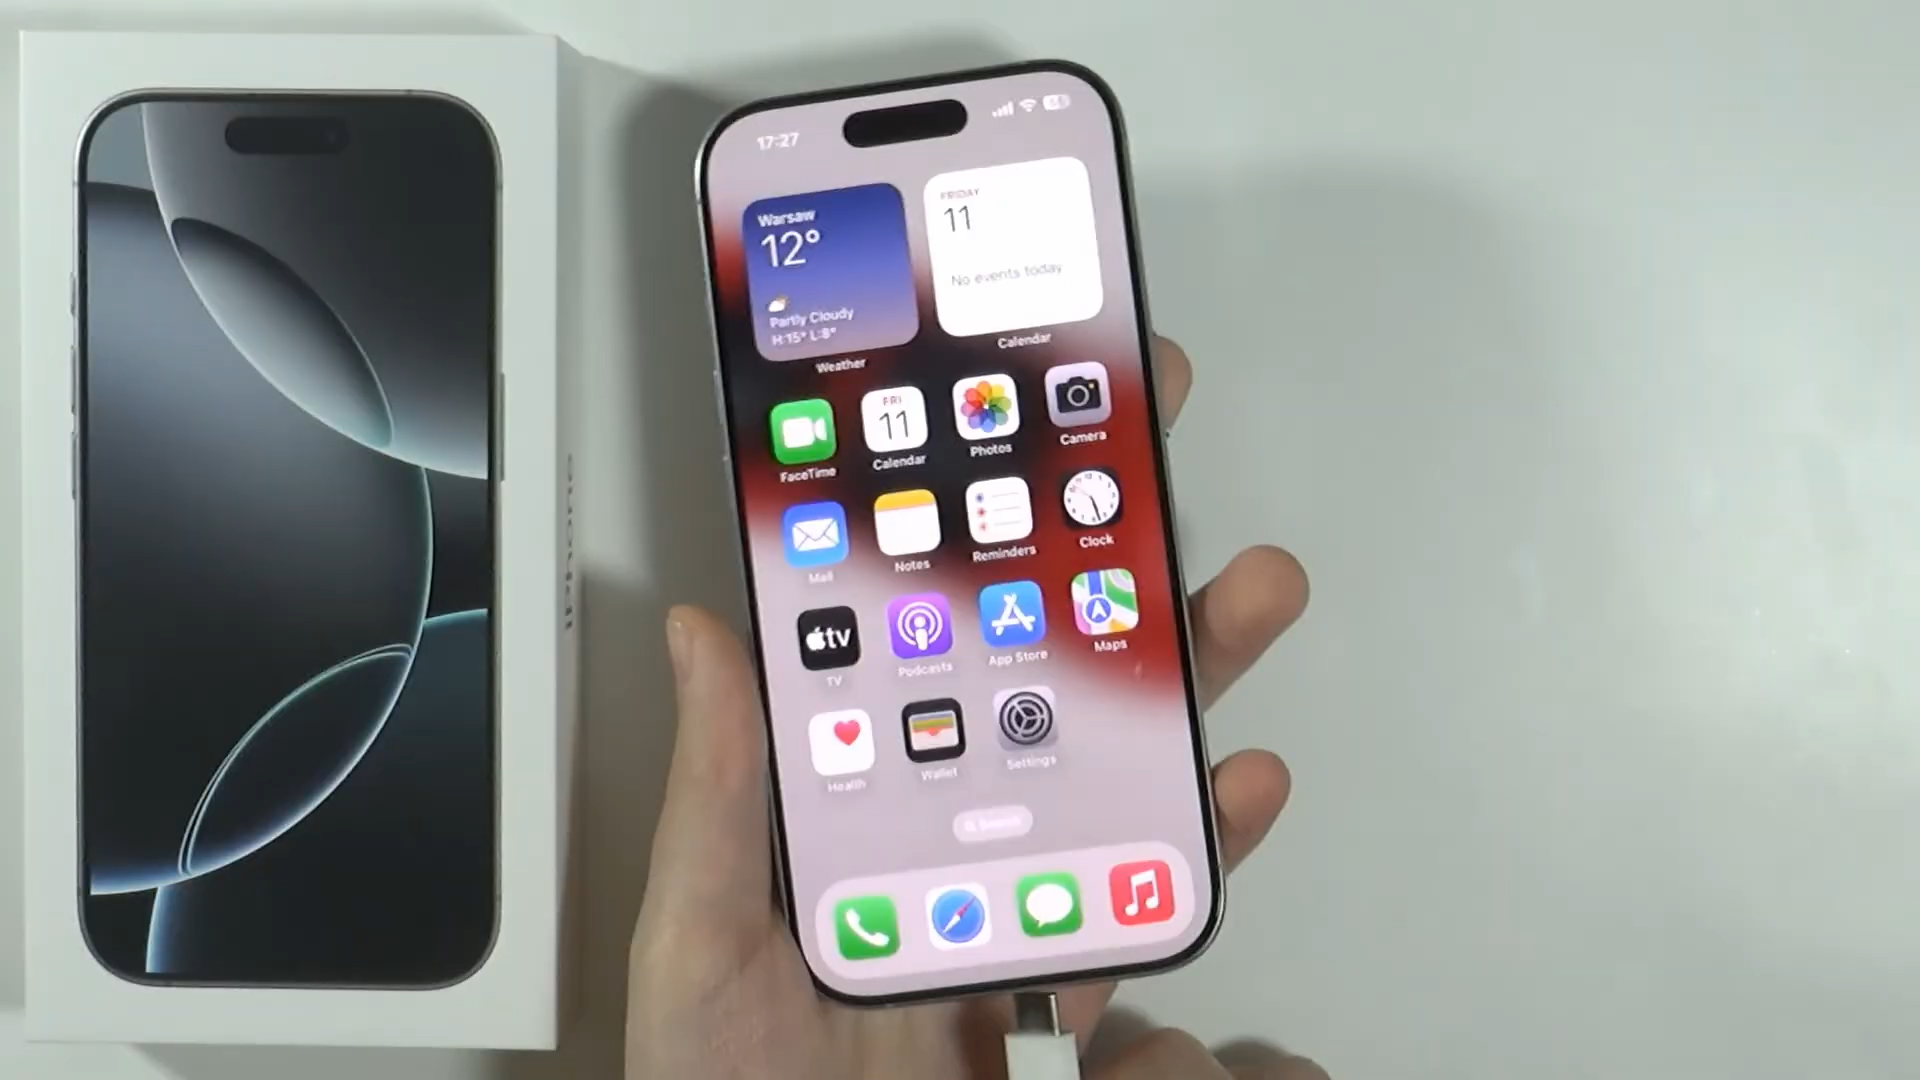 iPhone
17:27
Warsaw
12°
Partly Cloudy
H:15° L:8°
Weather
FRIDAY
11
No events today
Calendar
FaceTime
FRI
11
Calendar
Photos
Camera
Mail
Notes
Reminders
Clock
tv
TV
Podcasts
App Store
Maps
Health
Wallet
Settings
Search